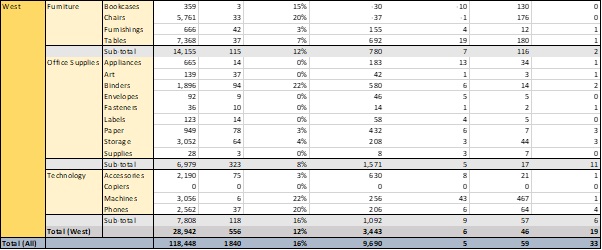 West Furniture Bookcases 359 3 15% -30 -10 130 0
Chairs 5,761 33 20% -37 -1 176 0
Furnishings 666 42 3% 155 4 12 1
Tables 7,368 37 7% 692 19 180 1
Sub-total 14,155 115 12% 780 7 116 2
Office Supplies Appliances 665 14 0% 183 13 34 1
Art 139 37 0% 42 1 3 1
Binders 1,896 94 22% 580 6 14 2
Envelopes 92 9 0% 46 5 5 0
Fasteners 36 10 0% 14 1 2 1
Labels 123 14 0% 58 4 5 0
Paper 949 78 3% 432 6 7 3
Storage 3,052 64 4% 208 3 44 3
Supplies 28 3 0% 8 3 7 0
Sub-total 6,979 323 8% 1,571 5 17 11
Technology Accessories 2,190 75 3% 630 8 21 1
Copiers 0 0 0% 0 0 0 0
Machines 3,056 6 22% 256 43 467 1
Phones 2,562 37 20% 206 6 64 4
Sub-total 7,808 118 16% 1,092 9 57 6
Total (West) 28,942 556 12% 3,443 6 46 19
Total (All) 118,448 1840 16% 9,690 5 59 33